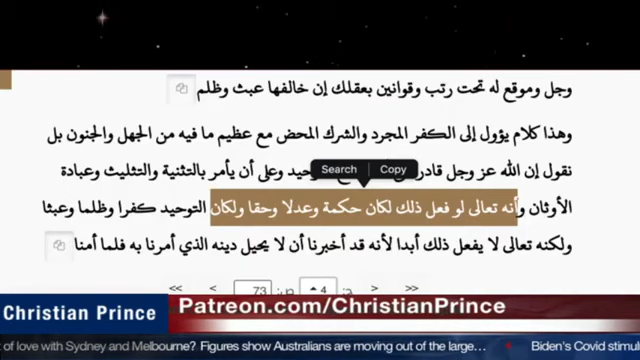 وجل وموقع له تحت رتب وقوانين بعقلك إن خالفها عبث وظلم
وهذا كلام يؤول إلى الكفر المجرد والشرك المحض مع عظيم ما فيه من الجهل والجنون بل
نقول إن الله عز وجل قادر وحيد وعلى أن يأمر بالتثنية والتثليث وعبادة
Search Copy
الأوثان وأنه تعالى لو فعل ذلك لكان حكمة وعدلا وحقا ولكان التوحيد كفرا وظلما وعبثا
ولكنه تعالى لا يفعل ذلك أبدا لأنه قد أخبرنا أن لا يحيل دينه الذي أمرنا به فلما أمنا
<< < 73 ص: 4 ج: > >>
Christian Prince
Patreon.com/ChristianPrince
t of love with Sydney and Melbourne? Figures show Australians are moving out of the large... Biden's Covid stimul